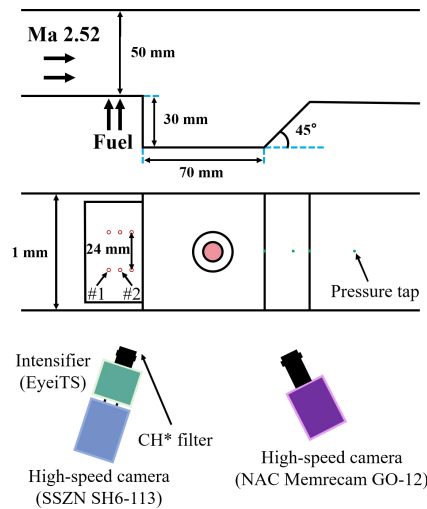 Ma 2.52
50 mm
30 mm
Fuel
45°
70 mm
1 mm
24 mm
#1 #2
Pressure tap
Intensifier
(EyeiTS)
CH* filter
High-speed camera
(SSZN SH6-113)
High-speed camera
(NAC Memrecam GO-12)